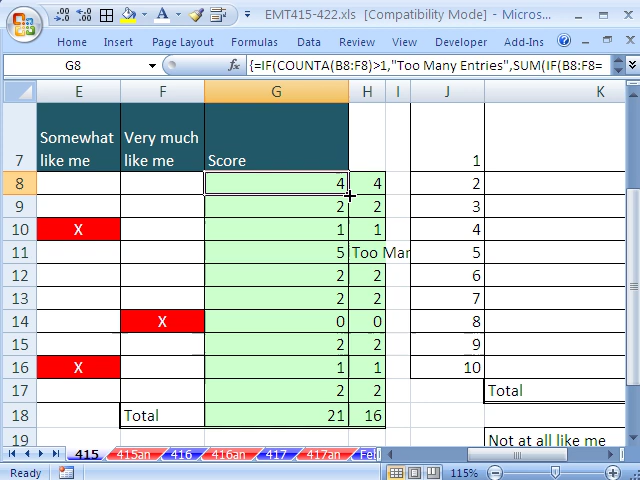 EMT415-422.xls [Compatibility Mode] - Micros...
Home Insert Page Layout Formulas Data Review View Developer Add-Ins
G8 fx {=IF(COUNTA(B8:F8)>1,"Too Many Entries",SUM(IF(B8:F8=
E F G H I J K
7 Somewhat like me Very much like me Score 1
8 4 4 2
9 2 2 3
10 X 1 1 4
11 5 Too Mar 5
12 2 2 6
13 2 2 7
14 X 0 0 8
15 2 2 9
16 X 1 1 10
17 2 2 Total
18 Total 21 16
19 Not at all like me
415 415an 416 416an 417 417an
Ready 115%